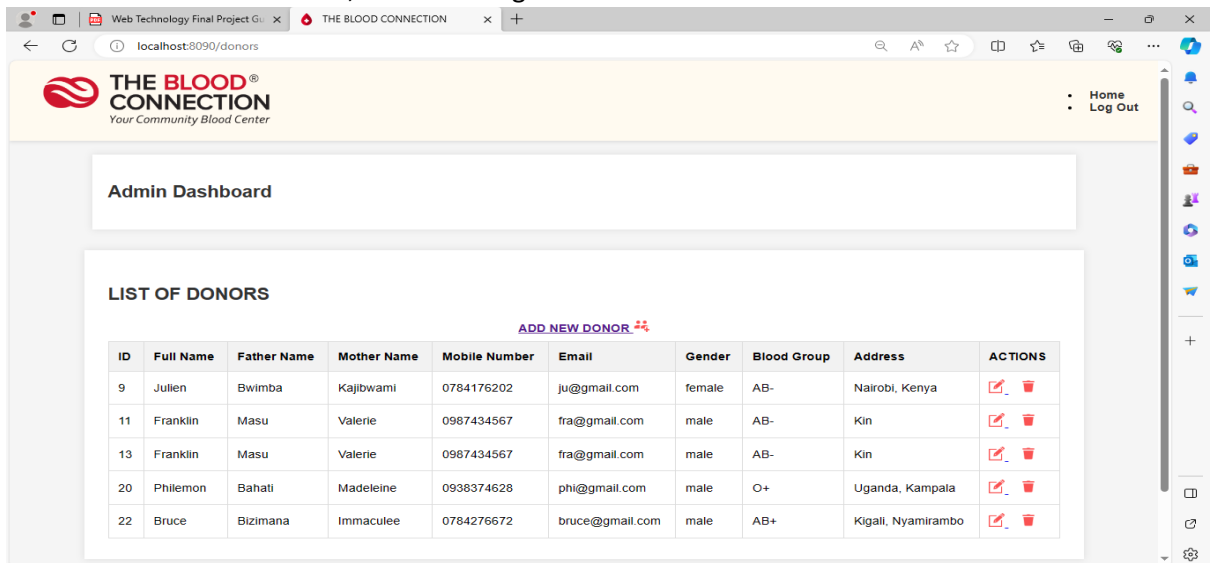 Web Technology Final Project Gu
THE BLOOD CONNECTION
localhost:8090/donors
THE BLOOD®
CONNECTION
Your Community Blood Center
Home
Log Out
Admin Dashboard
LIST OF DONORS
ADD NEW DONOR
ID Full Name Father Name Mother Name Mobile Number Email Gender Blood Group Address ACTIONS
9 Julien Bwimba Kajibwami 0784176202 ju@gmail.com female AB- Nairobi, Kenya
11 Franklin Masu Valerie 0987434567 fra@gmail.com male AB- Kin
13 Franklin Masu Valerie 0987434567 fra@gmail.com male AB- Kin
20 Philemon Bahati Madeleine 0938374628 phi@gmail.com male O+ Uganda, Kampala
22 Bruce Bizimana Immaculee 0784276672 bruce@gmail.com male AB+ Kigali, Nyamirambo